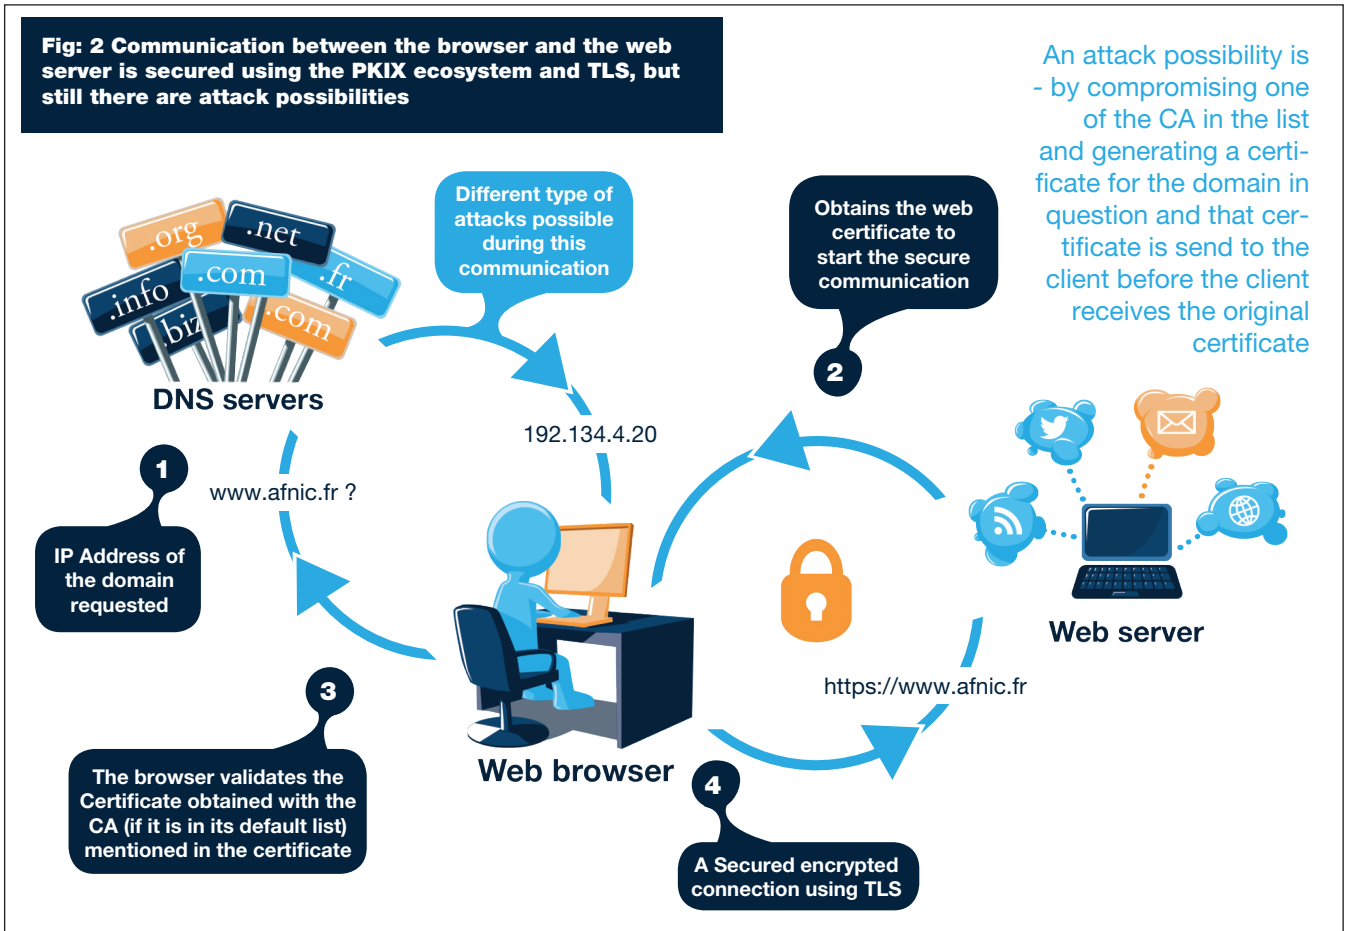 Fig: 2 Communication between the browser and the web
server is secured using the PKIX ecosystem and TLS, but
still there are attack possibilities
An attack possibility is
- by compromising one
of the CA in the list
and generating a certi-
ficate for the domain in
question and that cer-
tificate is send to the
client before the client
receives the original
certificate
Different type of
attacks possible
during this
communication
2
Obtains the web
certificate to
start the secure
communication
.org
.net
.com
.fr
.info
.biz
.com
DNS servers
192.134.4.20
1
www.afnic.fr ?
IP Address of
the domain
requested
Web server
https://www.afnic.fr
3
The browser validates the
Certificate obtained with the
CA (if it is in its default list)
mentioned in the certificate
Web browser
4
A Secured encrypted
connection using TLS